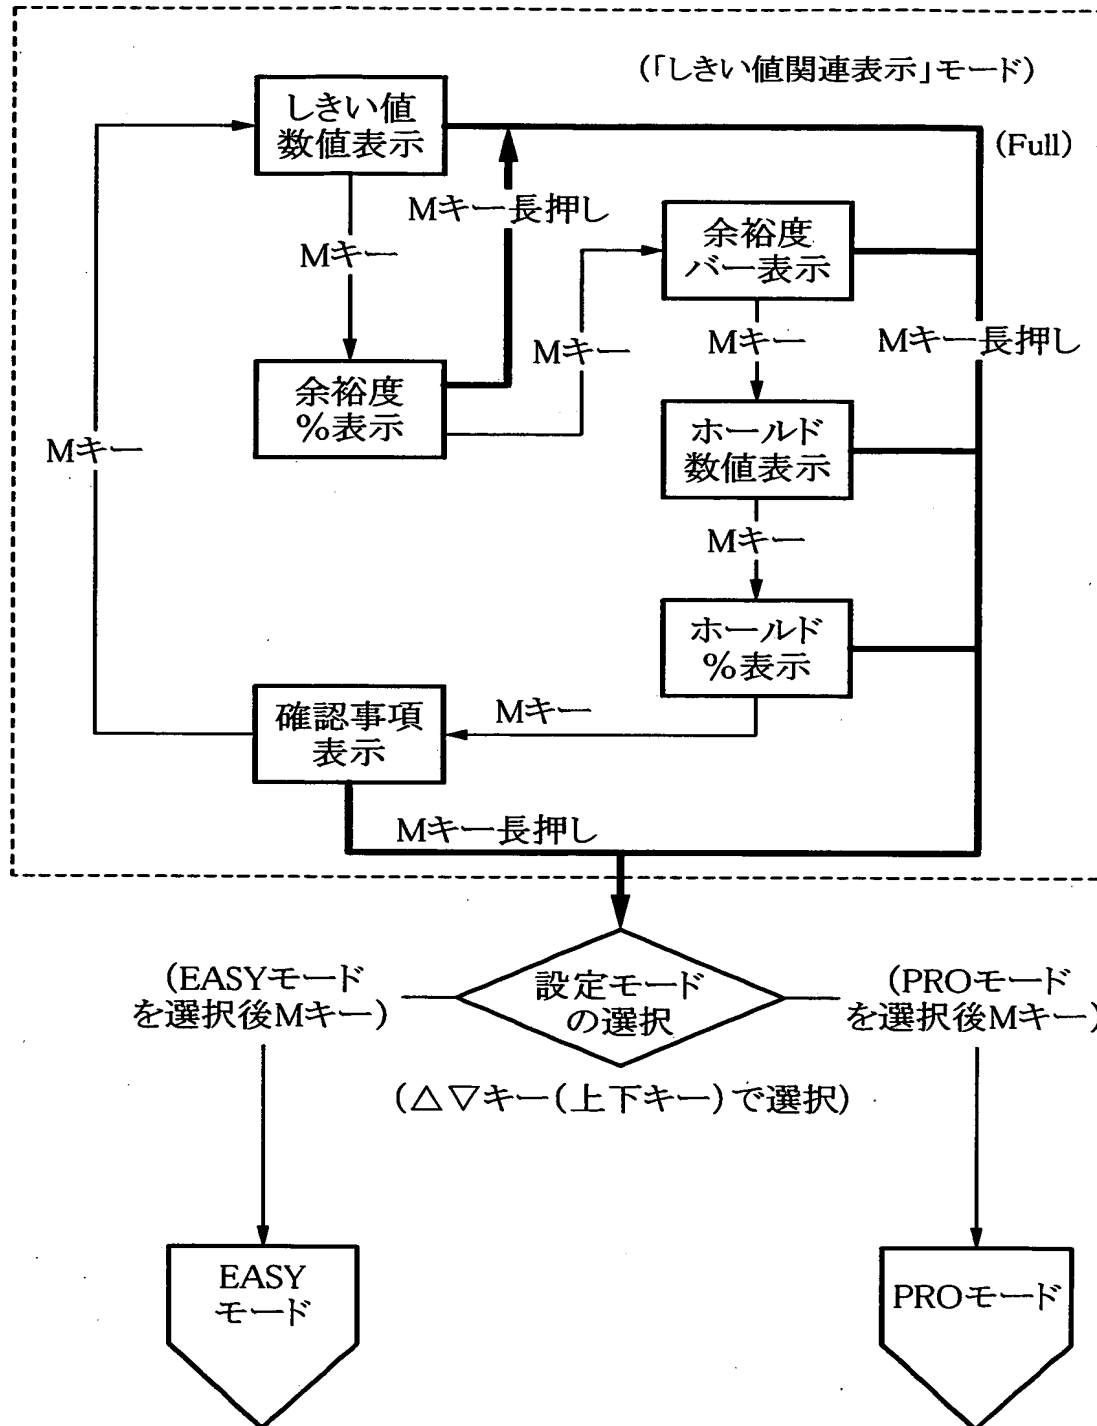 (「しきい値関連表示」モード)
しきい値
数値表示
(Full)
Mキー長押し
余裕度
バー表示
Mキー
Mキー
Mキー
Mキー長押し
余裕度
%表示
Mキー
ホールド
数値表示
Mキー
ホールド
%表示
確認事項
表示
Mキー
Mキー長押し
(EASYモード
を選択後Mキー)
設定モード
の選択
(PROモード
を選択後Mキー)
(△▽キー(上下キー)で選択)
EASY
モード
PROモード